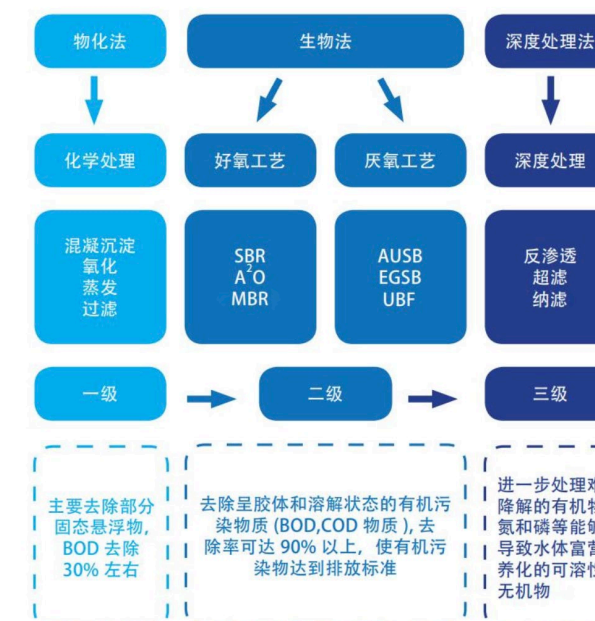 物化法
生物法
深度处理法
化学处理
好氧工艺
厌氧工艺
深度处理
混凝沉淀
氧化
蒸发
过滤
SBR
A²O
MBR
AUSB
EGSB
UBF
反渗透
超滤
纳滤
一级
二级
三级
主要去除部分
固态悬浮物,
BOD 去除
30% 左右
去除呈胶体和溶解状态的有机污
染物质 (BOD,COD 物质 ), 去
除率可达 90% 以上，使有机污
染物达到排放标准
进一步处理难
降解的有机物
氮和磷等能够
导致水体富营
养化的可溶性
无机物